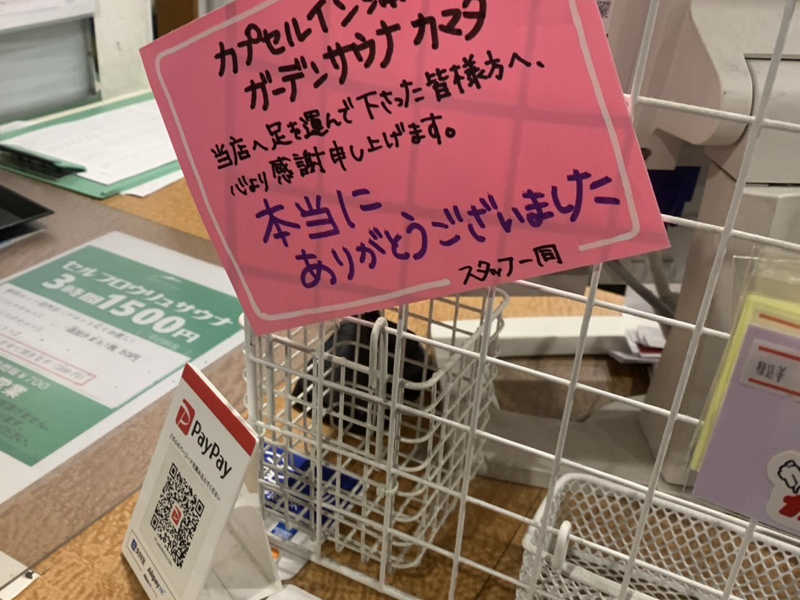 カプセルイン蒲
ガーデンサウナ カマタ
当店へ足を運んで下さった皆様方へ、
心より感謝申し上げます。
本当に
ありがとうございました
スタッフ一同
セルフロウリュサウナ
3時間1500円
PayPay